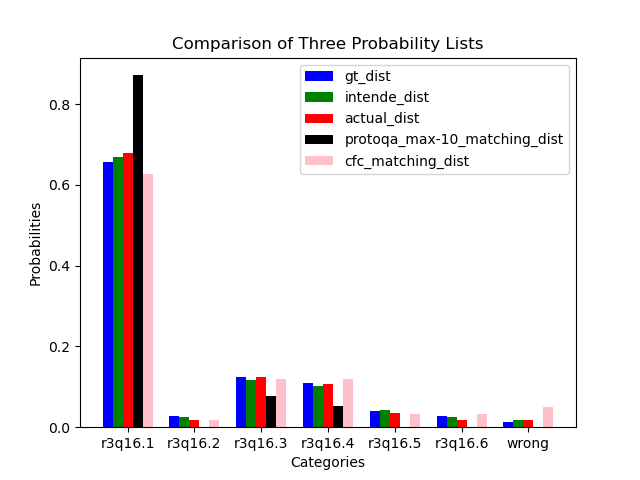 Comparison of Three Probability Lists
gt_dist
intende_dist
actual_dist
protoqa_max-10_matching_dist
cfc_matching_dist
Probabilities
0.8
0.6
0.4
0.2
0.0
r3q16.1 r3q16.2 r3q16.3 r3q16.4 r3q16.5 r3q16.6 wrong
Categories